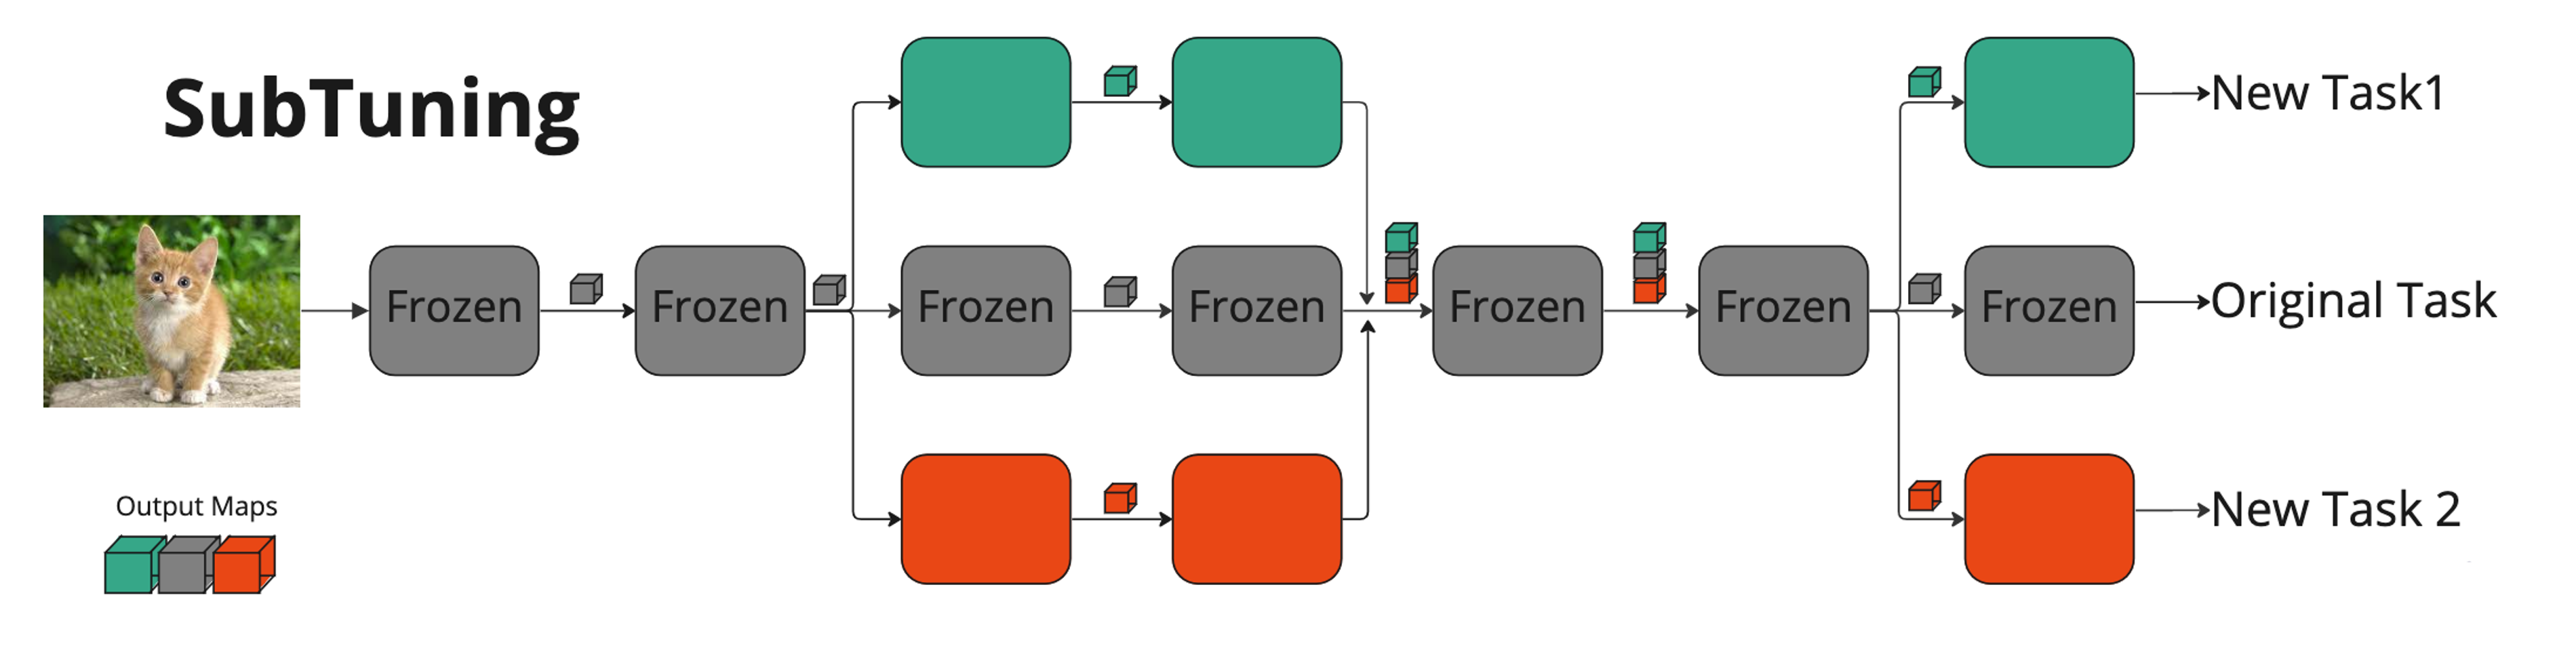 SubTuning
New Task1
Frozen
Frozen
Frozen
Frozen
Frozen
Frozen
Frozen
Original Task
Output Maps
New Task 2